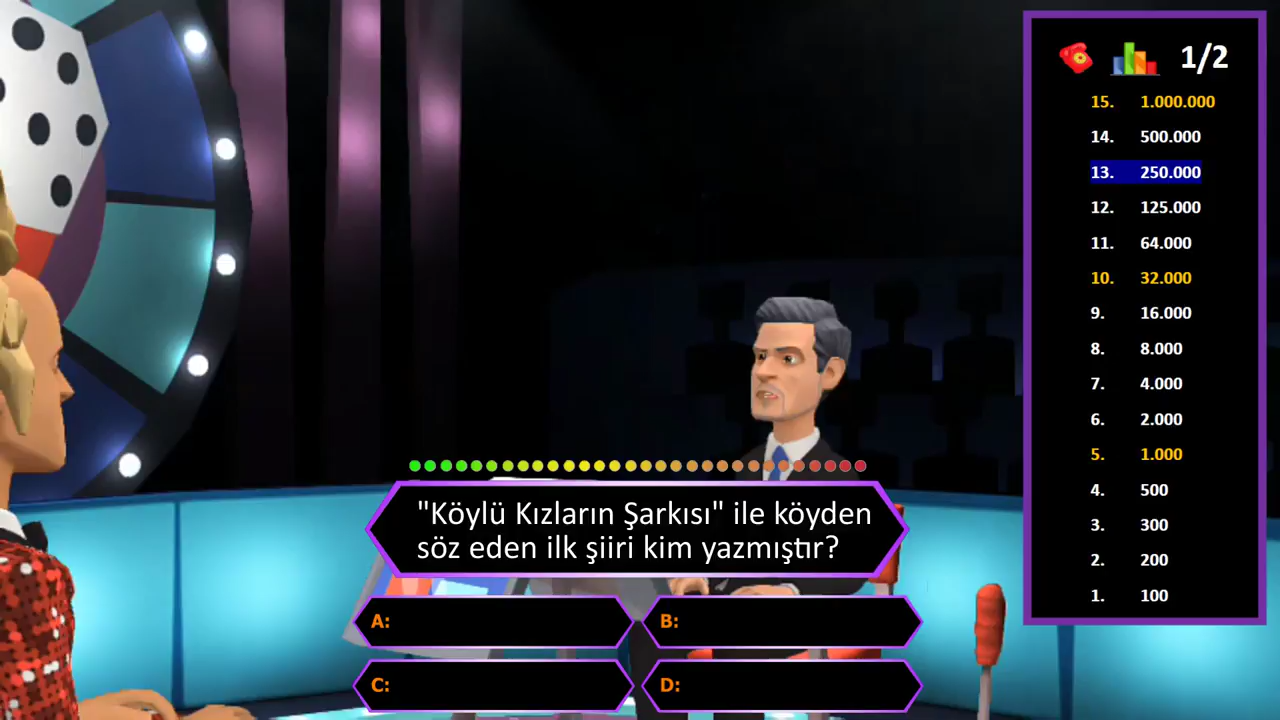 1/2
15. 1.000.000
14. 500.000
13. 250.000
12. 125.000
11. 64.000
10. 32.000
9. 16.000
8. 8.000
7. 4.000
6. 2.000
5. 1.000
4. 500
3. 300
2. 200
1. 100
"Köylü Kızların Şarkısı" ile köyden
söz eden ilk şiiri kim yazmıştır?
A:
B:
C:
D: